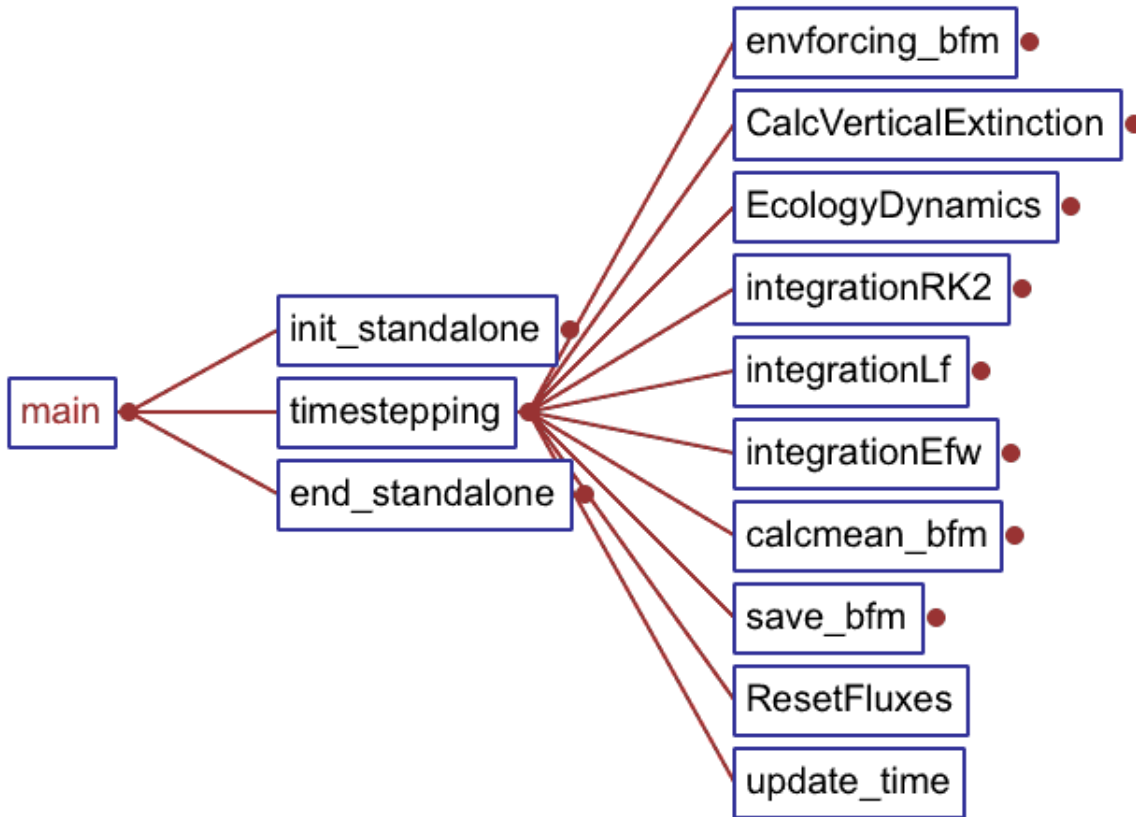 main
init_standalone
timestepping
end_standalone
envforcing_bfm
CalcVerticalExtinction
EcologyDynamics
integrationRK2
integrationLf
integrationEfw
calcmean_bfm
save_bfm
ResetFluxes
update_time